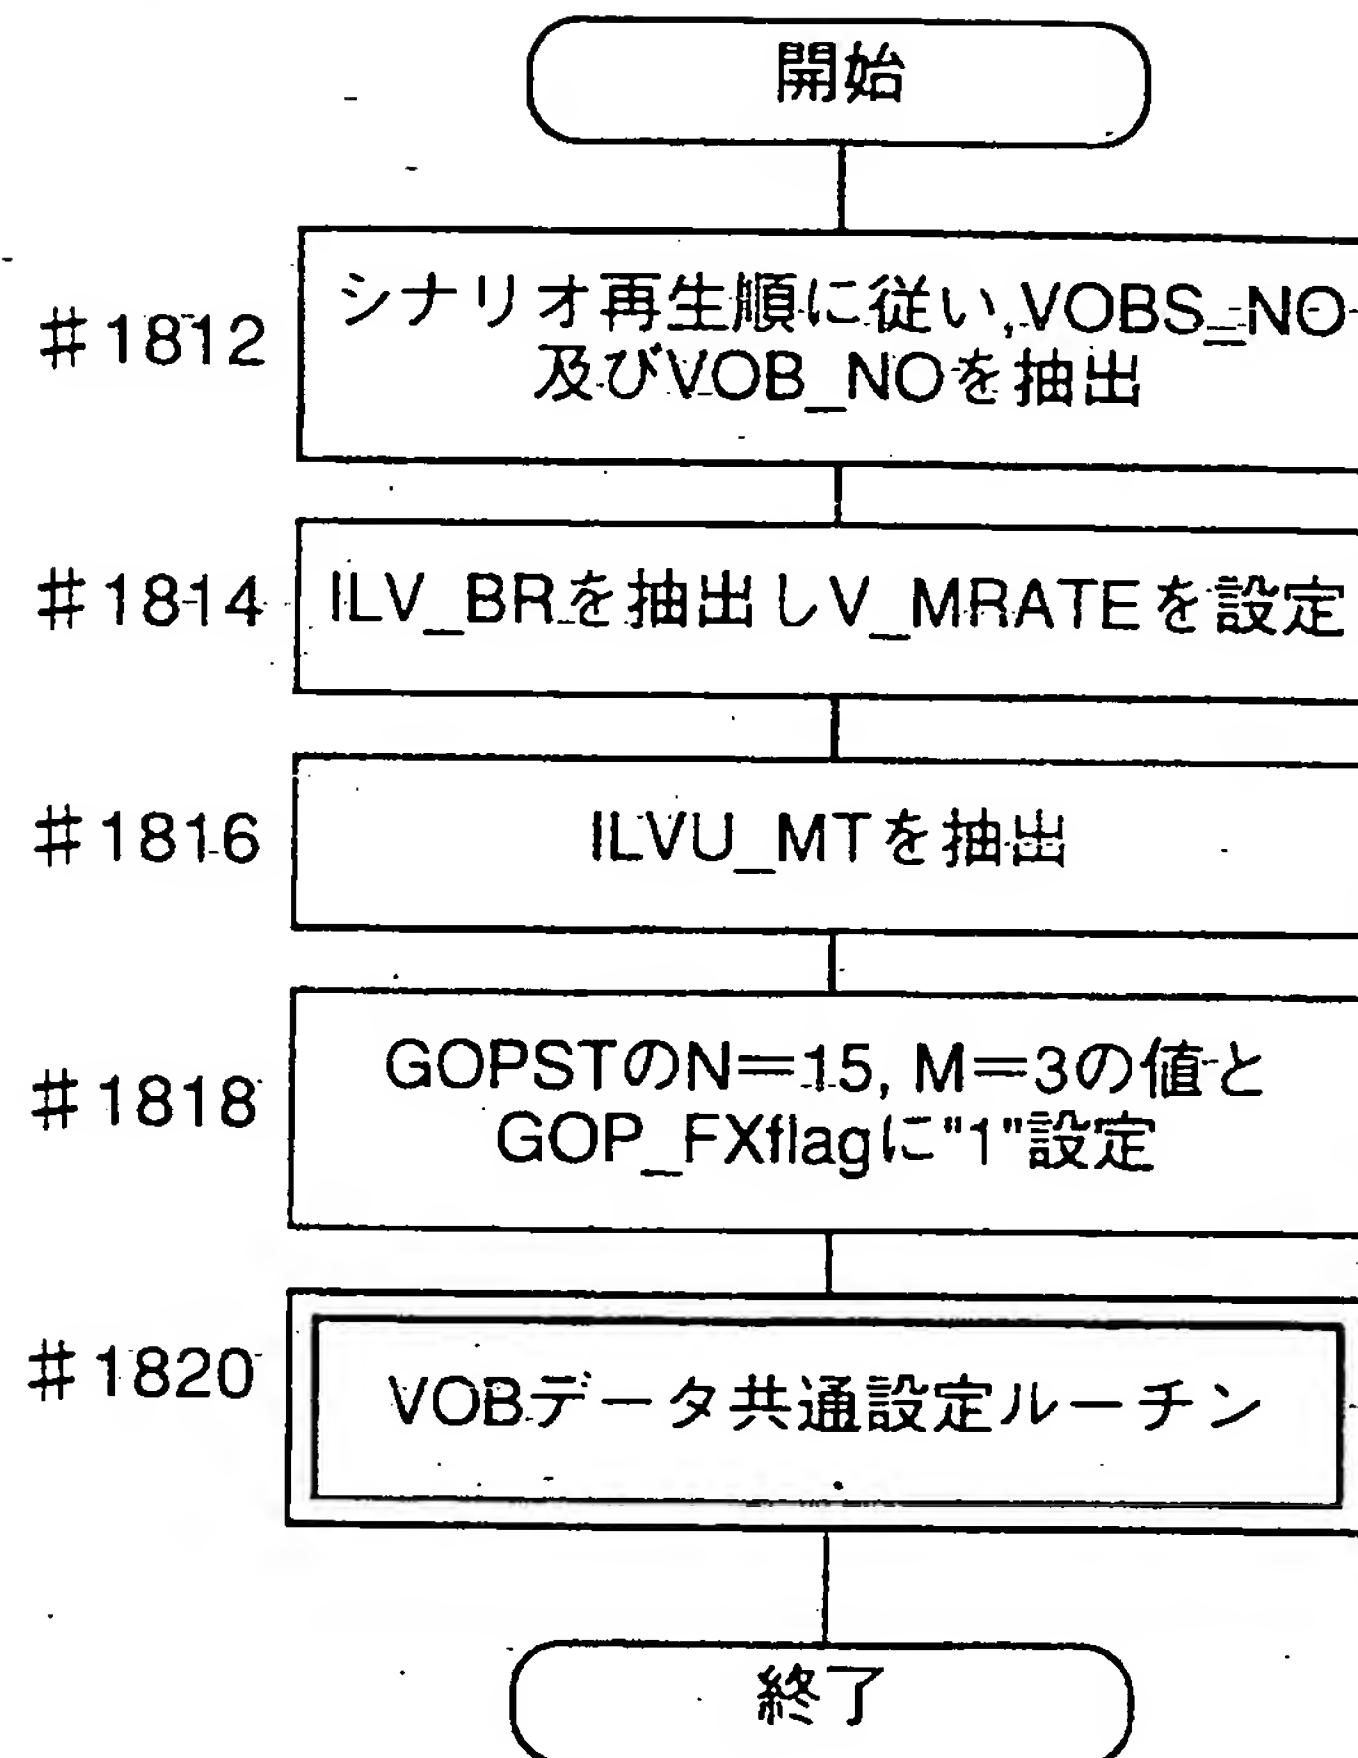 開始
#1812
シナリオ再生順に従い,VOBS_NO
及びVOB_NOを抽出
#1814
ILV_BRを抽出しV_MRATEを設定
#1816
ILVU_MTを抽出
#1818
GOPSTのN=15, M=3の値と
GOP_FXflagに"1"設定
#1820
VOBデータ共通設定ルーチン
終了